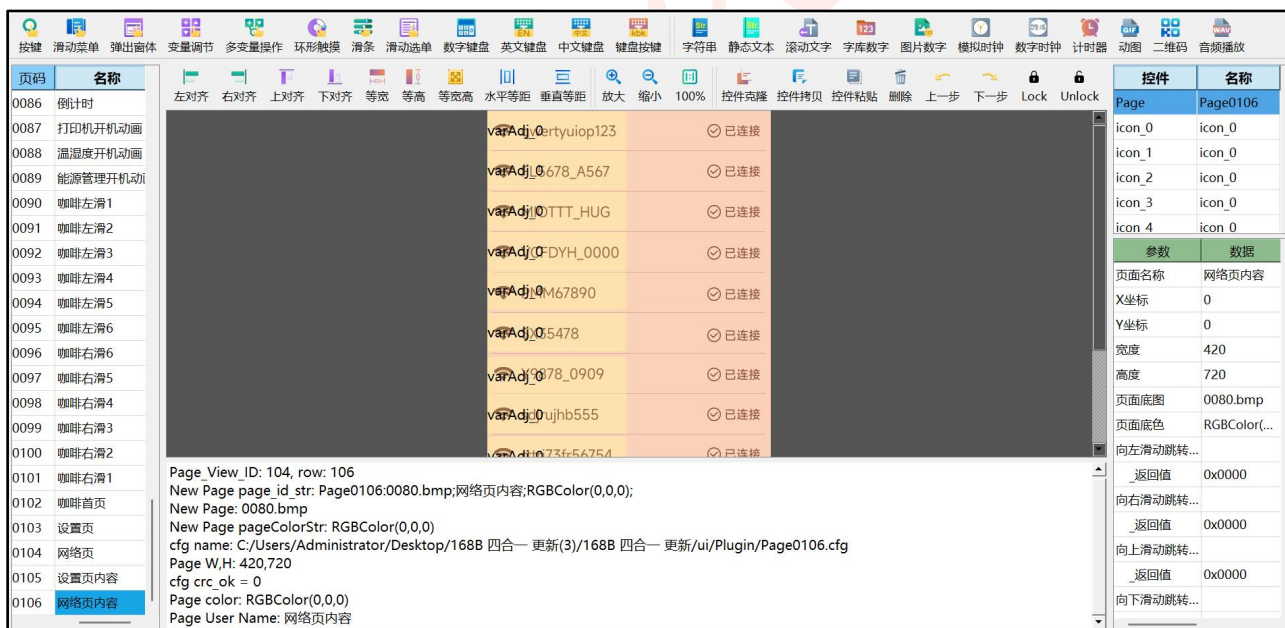 按键 滑动菜单 弹出窗体 变量调节 多变量操作 环形触摸 滑条 滑动选单 数字键盘 英文键盘 中文键盘 键盘按键 字符串 静态文本 滚动文字 字库数字 图片数字 模拟时钟 数字时钟 计时器 动图 二维码 音频播放
页码 名称
0086 倒计时
0087 打印机开机动画
0088 温湿度开机动画
0089 能源管理开机动
0090 咖啡左滑1
0091 咖啡左滑2
0092 咖啡左滑3
0093 咖啡左滑4
0094 咖啡左滑5
0095 咖啡左滑6
0096 咖啡右滑6
0097 咖啡右滑5
0098 咖啡右滑4
0099 咖啡右滑3
0100 咖啡右滑2
0101 咖啡右滑1
0102 咖啡首页
0103 设置页
0104 网络页
0105 设置页内容
0106 网络页内容
左对齐 右对齐 上对齐 下对齐 等宽 等高 等宽高 水平等距 垂直等距 放大 缩小 100% 控件克隆 控件拷贝 控件粘贴 删除 上一步 下一步 Lock Unlock
varAdj_0 ertyuiop123 已连接
varAdj_0 5678_A567 已连接
varAdj_0 OTTT_HUG 已连接
varAdj_0 FDYH_0000 已连接
varAdj_0 M67890 已连接
varAdj_0 5478 已连接
varAdj_0 878_0909 已连接
varAdj_0 rujhb555 已连接
varAdj_0 73fr56754 已连接
Page_View_ID: 104, row: 106
New Page page_id_str: Page0106:0080.bmp;网络页内容;RGBColor(0,0,0);
New Page: 0080.bmp
New Page pageColorStr: RGBColor(0,0,0)
cfg name: C:/Users/Administrator/Desktop/168B 四合一 更新(3)/168B 四合一 更新/ui/Plugin/Page0106.cfg
Page W,H: 420,720
cfg crc_ok = 0
Page color: RGBColor(0,0,0)
Page User Name: 网络页内容
控件 名称
Page Page0106
icon_0 icon_0
icon_1 icon_0
icon_2 icon_0
icon_3 icon_0
icon_4 icon_0
参数 数据
页面名称 网络页内容
X坐标 0
Y坐标 0
宽度 420
高度 720
页面底图 0080.bmp
页面底色 RGBColor(...
向左滑动跳转...
_返回值 0x0000
向右滑动跳转...
_返回值 0x0000
向上滑动跳转...
_返回值 0x0000
向下滑动跳转...